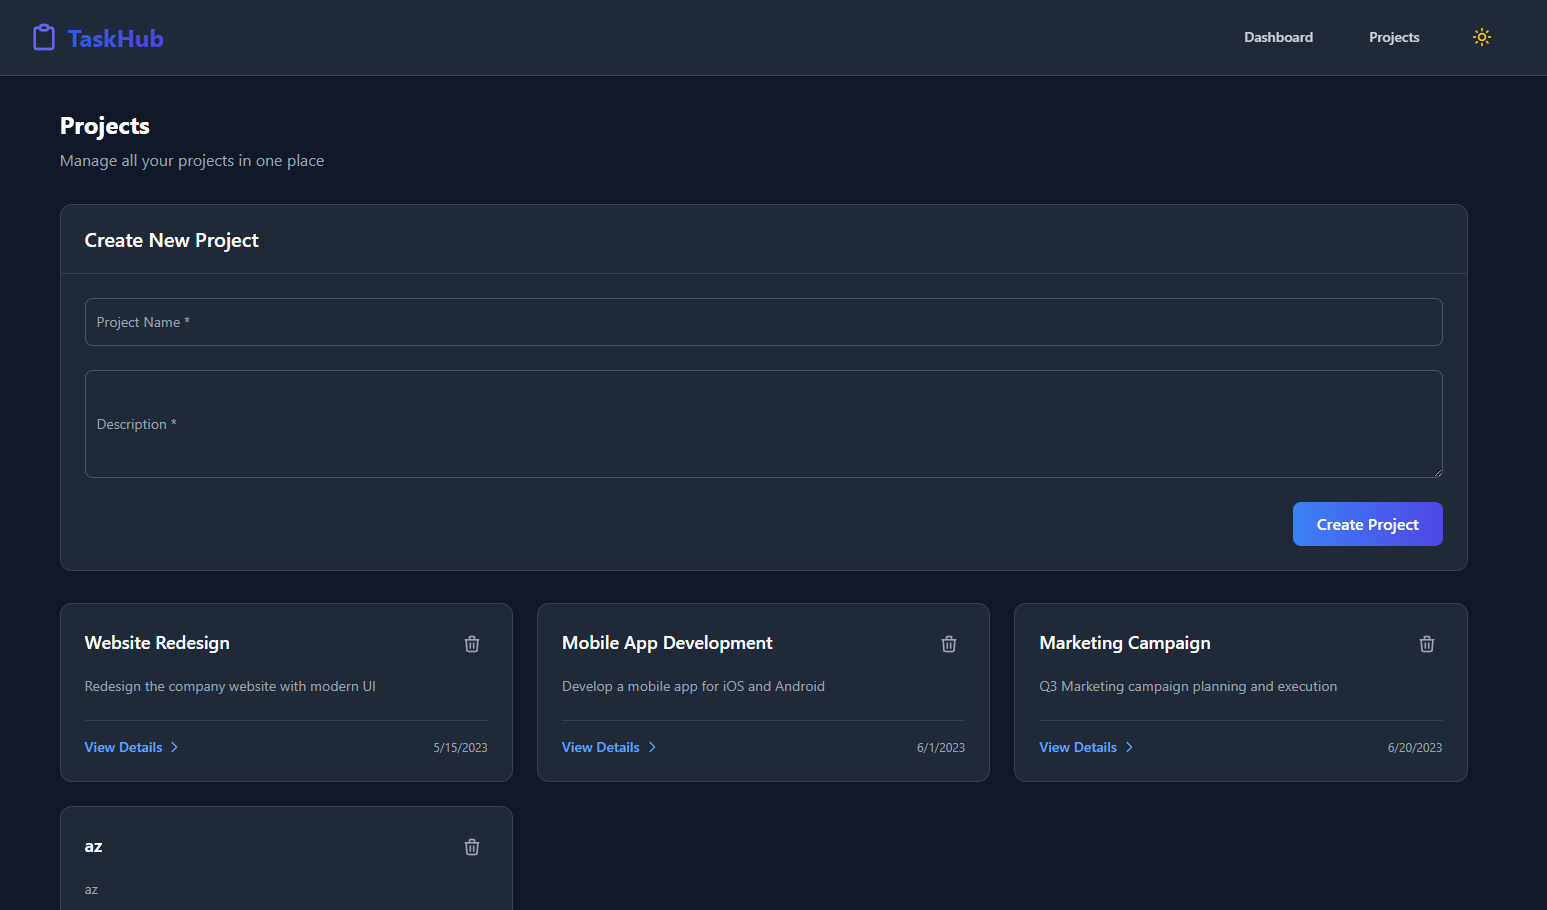 TaskHub
Dashboard
Projects
Projects
Manage all your projects in one place
Create New Project
Project Name *
Description *
Create Project
Website Redesign
Redesign the company website with modern UI
View Details
5/15/2023
Mobile App Development
Develop a mobile app for iOS and Android
View Details
6/1/2023
Marketing Campaign
Q3 Marketing campaign planning and execution
View Details
6/20/2023
az
az